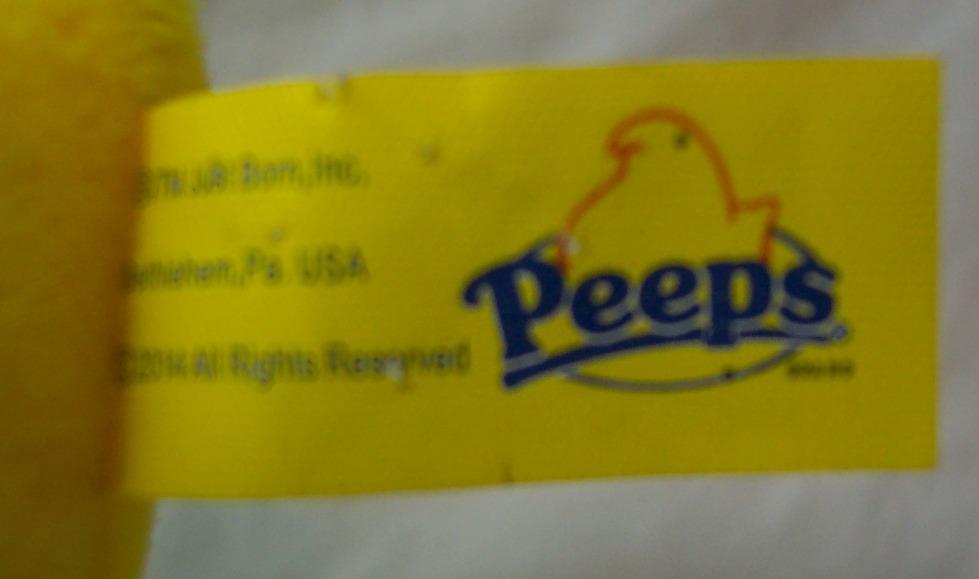 Just Born, Inc.
Bethlehem, Pa. USA
©2014 All Rights Reserved
Peeps